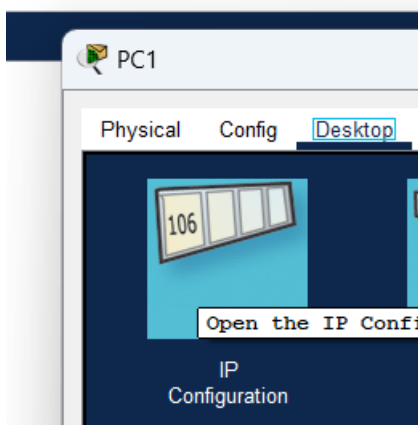 PC1
Physical Config Desktop
106
Open the IP Confi
IP
Configuration